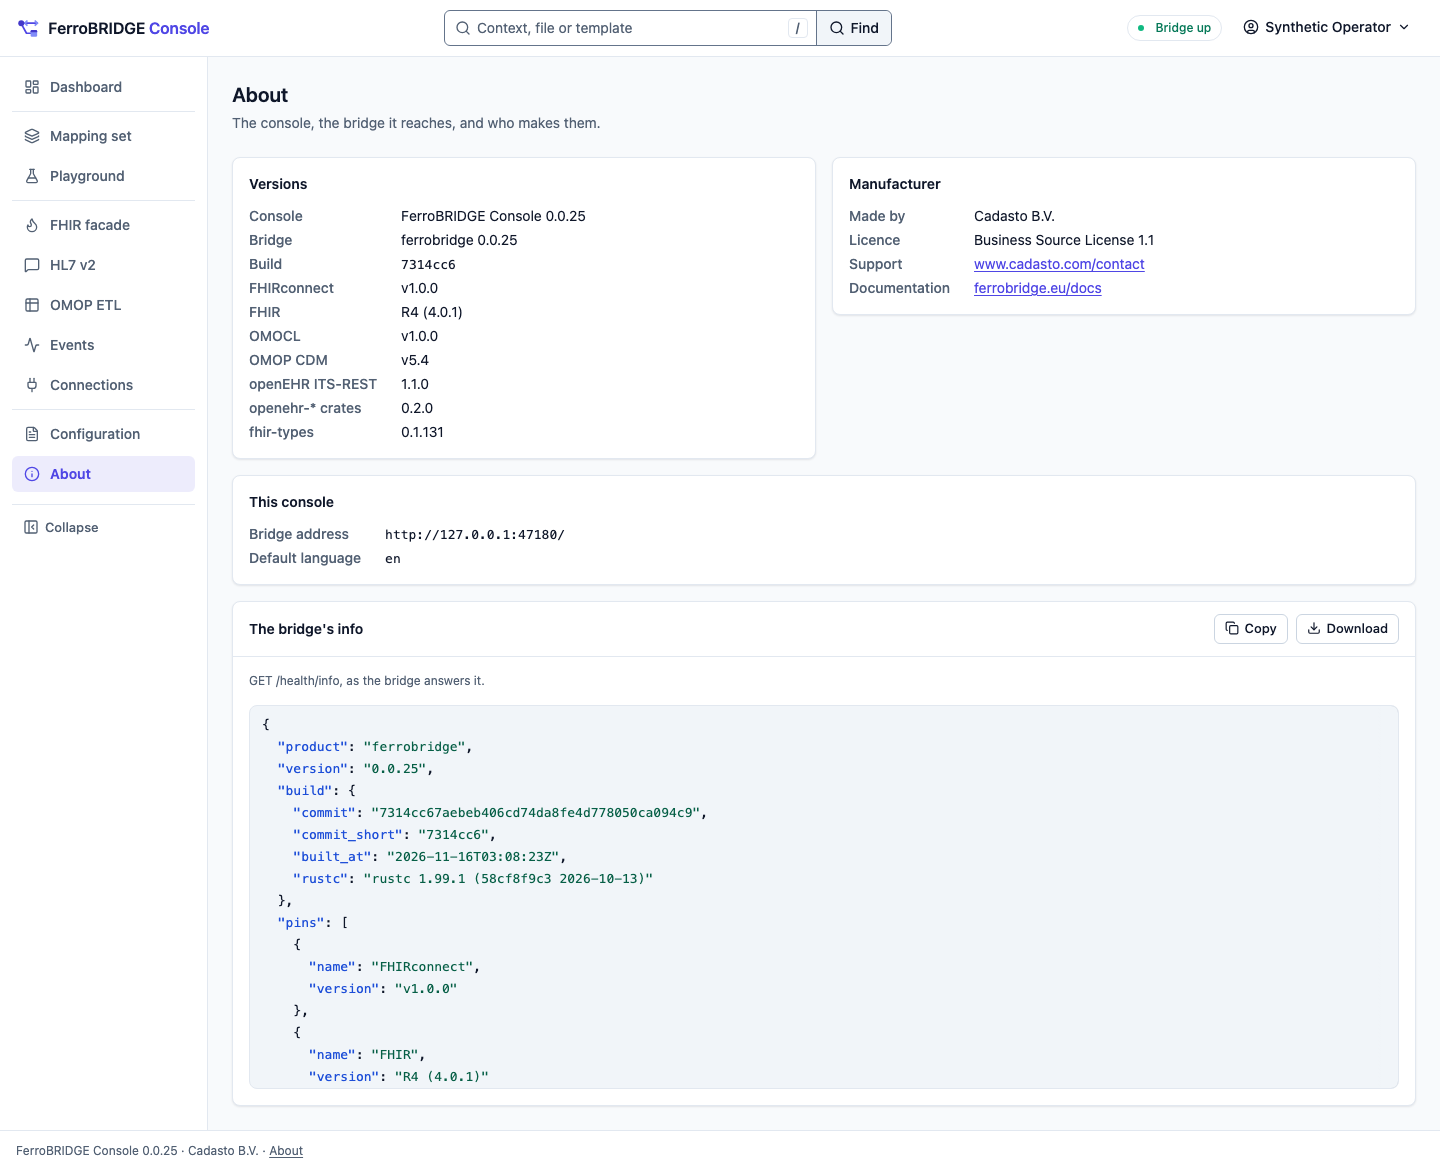 FerroBRIDGE Console
Context, file or template
/
Find
Bridge up
Synthetic Operator
Dashboard
Mapping set
Playground
FHIR facade
HL7 v2
OMOP ETL
Events
Connections
Configuration
About
Collapse
About
The console, the bridge it reaches, and who makes them.
Versions
Console FerroBRIDGE Console 0.0.25
Bridge ferrobridge 0.0.25
Build 7314cc6
FHIRconnect v1.0.0
FHIR R4 (4.0.1)
OMOCL v1.0.0
OMOP CDM v5.4
openEHR ITS-REST 1.1.0
openehr-* crates 0.2.0
fhir-types 0.1.131
Manufacturer
Made by Cadasto B.V.
Licence Business Source License 1.1
Support www.cadasto.com/contact
Documentation ferrobridge.eu/docs
This console
Bridge address http://127.0.0.1:47180/
Default language en
The bridge's info
Copy
Download
GET /health/info, as the bridge answers it.
{
"product": "ferrobridge",
"version": "0.0.25",
"build": {
"commit": "7314cc67aebeb406cd74da8fe4d778050ca094c9",
"commit_short": "7314cc6",
"built_at": "2026-11-16T03:08:23Z",
"rustc": "rustc 1.99.1 (58cf8f9c3 2026-10-13)"
},
"pins": [
{
"name": "FHIRconnect",
"version": "v1.0.0"
},
{
"name": "FHIR",
"version": "R4 (4.0.1)"
FerroBRIDGE Console 0.0.25 · Cadasto B.V. · About